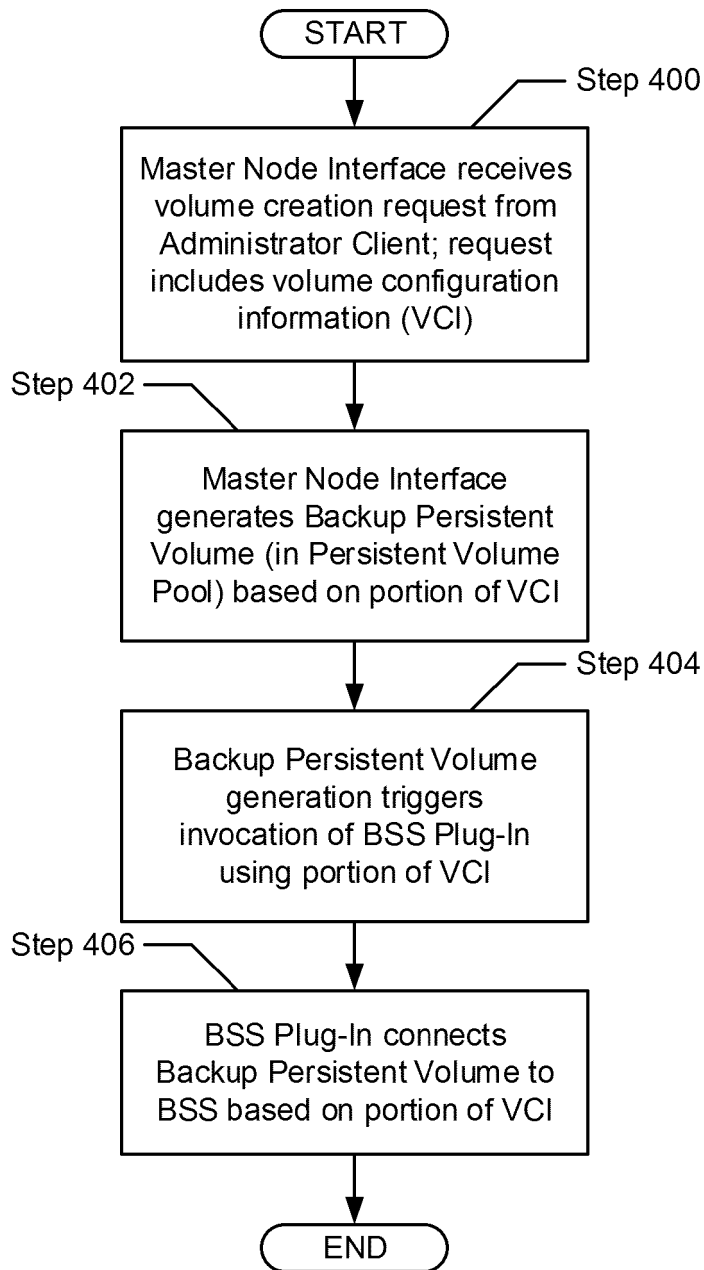 START
Step 400
Master Node Interface receives
volume creation request from
Administrator Client; request
includes volume configuration
information (VCI)
Step 402
Master Node Interface
generates Backup Persistent
Volume (in Persistent Volume
Pool) based on portion of VCI
Step 404
Backup Persistent Volume
generation triggers
invocation of BSS Plug-In
using portion of VCI
Step 406
BSS Plug-In connects
Backup Persistent Volume to
BSS based on portion of VCI
END